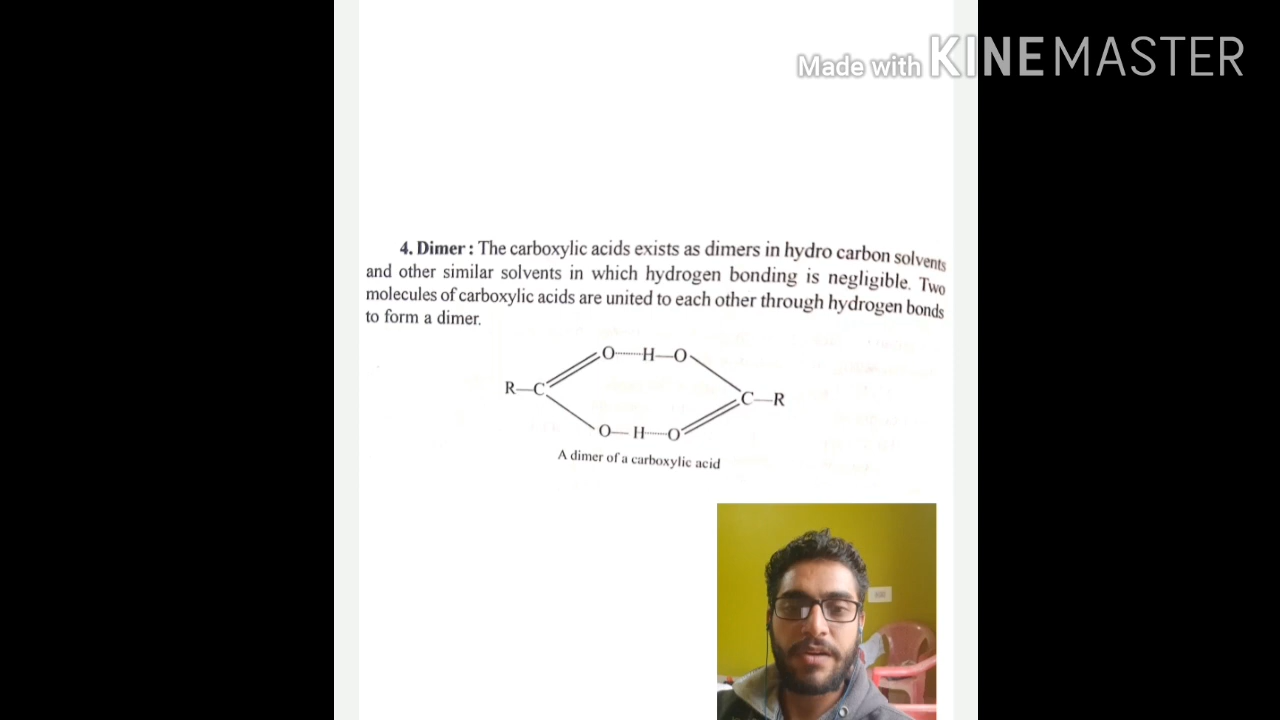 Made with KINEMASTER
4. Dimer : The carboxylic acids exists as dimers in hydro carbon solvents
and other similar solvents in which hydrogen bonding is negligible. Two
molecules of carboxylic acids are united to each other through hydrogen bonds
to form a dimer.
O H—O
R—C
C—R
O—H O
A dimer of a carboxylic acid